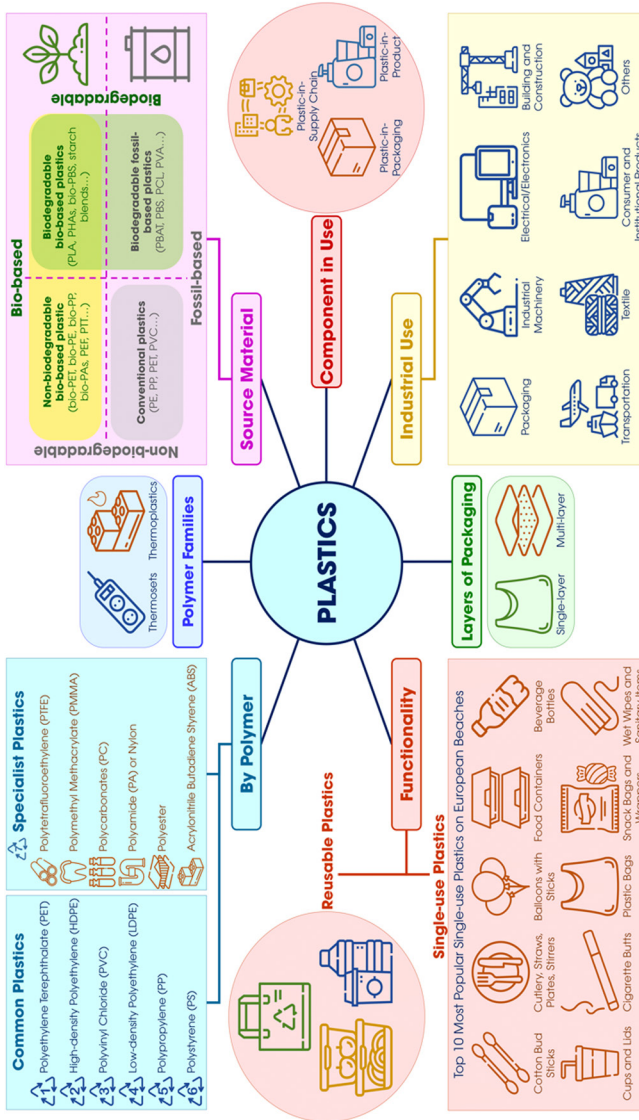 Common Plastics
1
Polyethylene Terephthalate (PET)
2
High-density Polyethylene (HDPE)
3
Polyvinyl Chloride (PVC)
4
Low-density Polyethylene (LDPE)
5
Polypropylene (PP)
6
Polystyrene (PS)
7
Specialist Plastics
Polytetrafluoroethylene (PTFE)
Polymethyl Methacrylate (PMMA)
Polycarbonates (PC)
Polyamide (PA) or Nylon
Polyester
Acrylonitile Butadiene Styrene (ABS)
By Polymer
Thermosets
Thermoplastics
Polymer Families
Bio-based
Non-biodegradable
bio-based plastic
(bio-PET, bio-PE, bio-PP,
bio-PAs, PEF, PTT...)
Biodegradable
bio-based plastics
(PLA, PHAs, bio-PBS, starch
blends...)
Conventional plastics
(PE, PP, PET, PVC...)
Biodegradable fossil-
based plastics
(PBAT, PBS, PCL, PVA...)
Non-biodegradable
Biodegradable
Fossil-based
Source Material
Reusable Plastics
PLASTICS
Component in Use
Plastic-in-
Supply Chain
Plastic-in-
Packaging
Plastic-in-
Product
Functionality
Single-use Plastics
Top 10 Most Popular Single-use Plastics on European Beaches
Cotton Bud
Sticks
Cutlery, Straws,
Plates, Stirrers
Balloons with
Sticks
Food Containers
Beverage
Bottles
Cups and Lids
Cigarette Butts
Plastic Bags
Snack Bags and
Wet Wipes and
Layers of Packaging
Single-layer
Multi-layer
Industrial Use
Packaging
Industrial
Machinery
Electrical/Electronics
Building and
Construction
Transportation
Textile
Consumer and
Institutional Products
Others